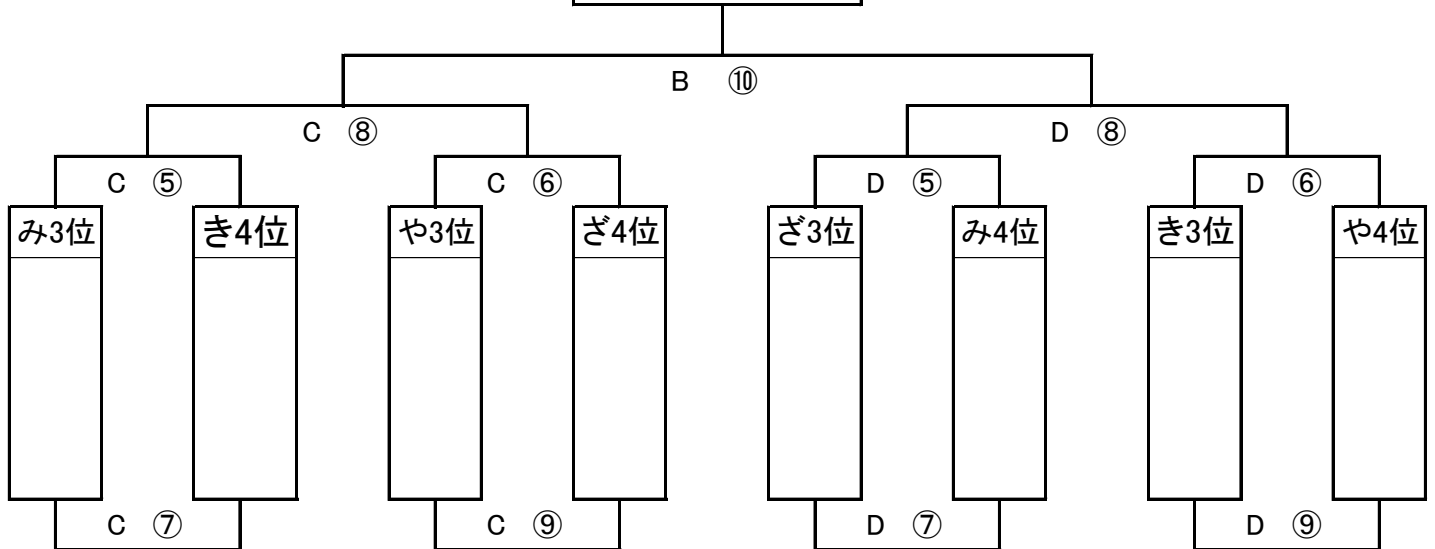 B ⑩
C ⑧ D ⑧
C ⑤ C ⑥ D ⑤ D ⑥
み3位 き4位 や3位 ざ4位 ざ3位 み4位 き3位 や4位
C ⑦ C ⑨ D ⑦ D ⑨